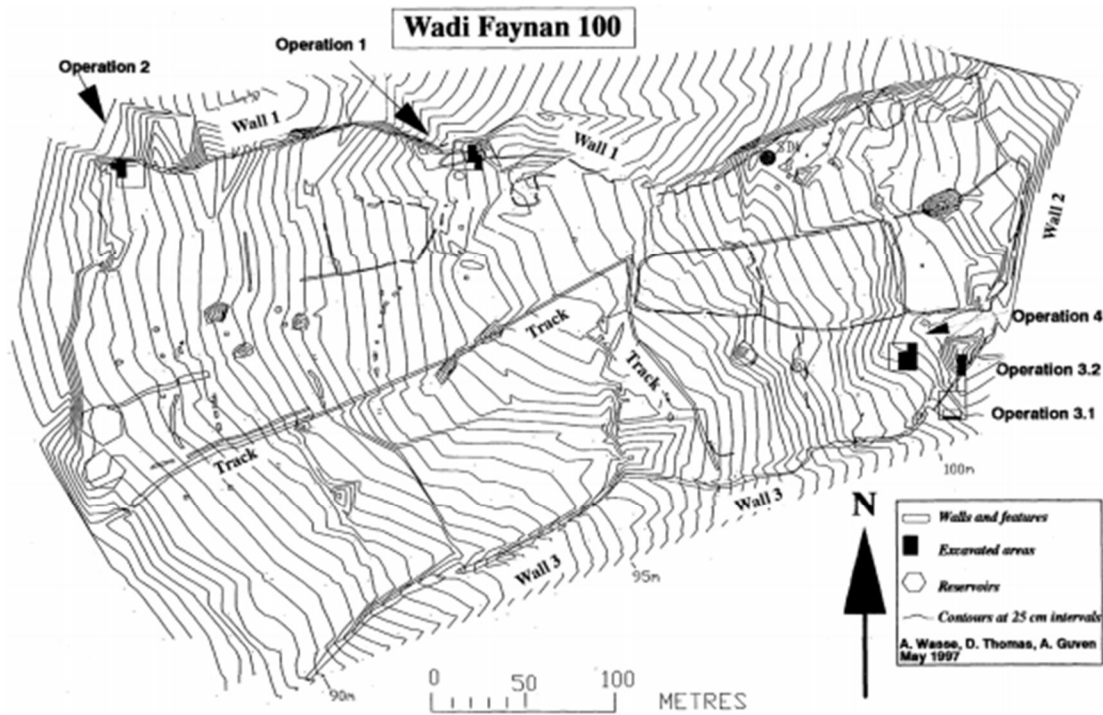 Wadi Faynan 100
Operation 1
Operation 2
Wall 1
Wall 1
Wall 2
Operation 4
Track
Track
Operation 3.2
Operation 3.1
Track
100m
Wall 3
N
Walls and features
Excavated areas
Wall 3
95m
Reservoirs
Contours at 25 cm intervals
A. Wasse, D. Thomas, A. Guven
May 1997
90m
0 50 100
METRES